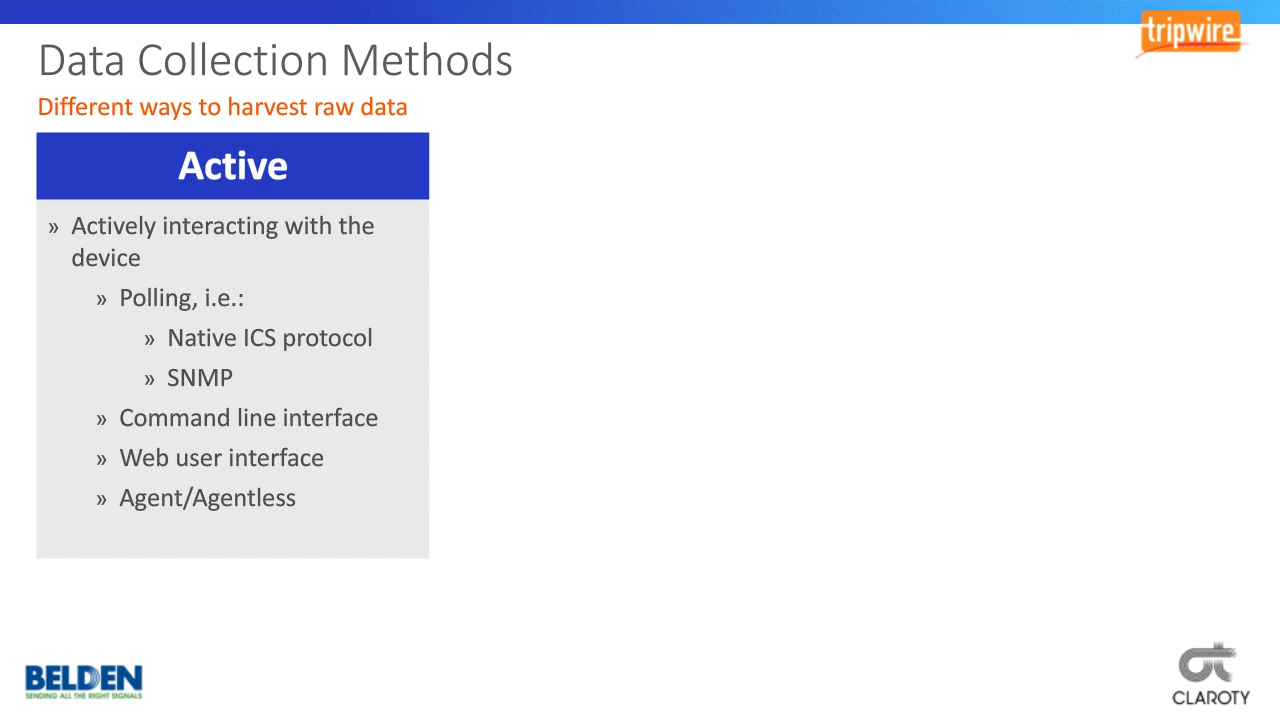 tripwire
Data Collection Methods
Different ways to harvest raw data
Active
» Actively interacting with the
device
» Polling, i.e.:
» Native ICS protocol
» SNMP
» Command line interface
» Web user interface
» Agent/Agentless
BELDEN
SENDING ALL THE RIGHT SIGNALS
CLAROTY